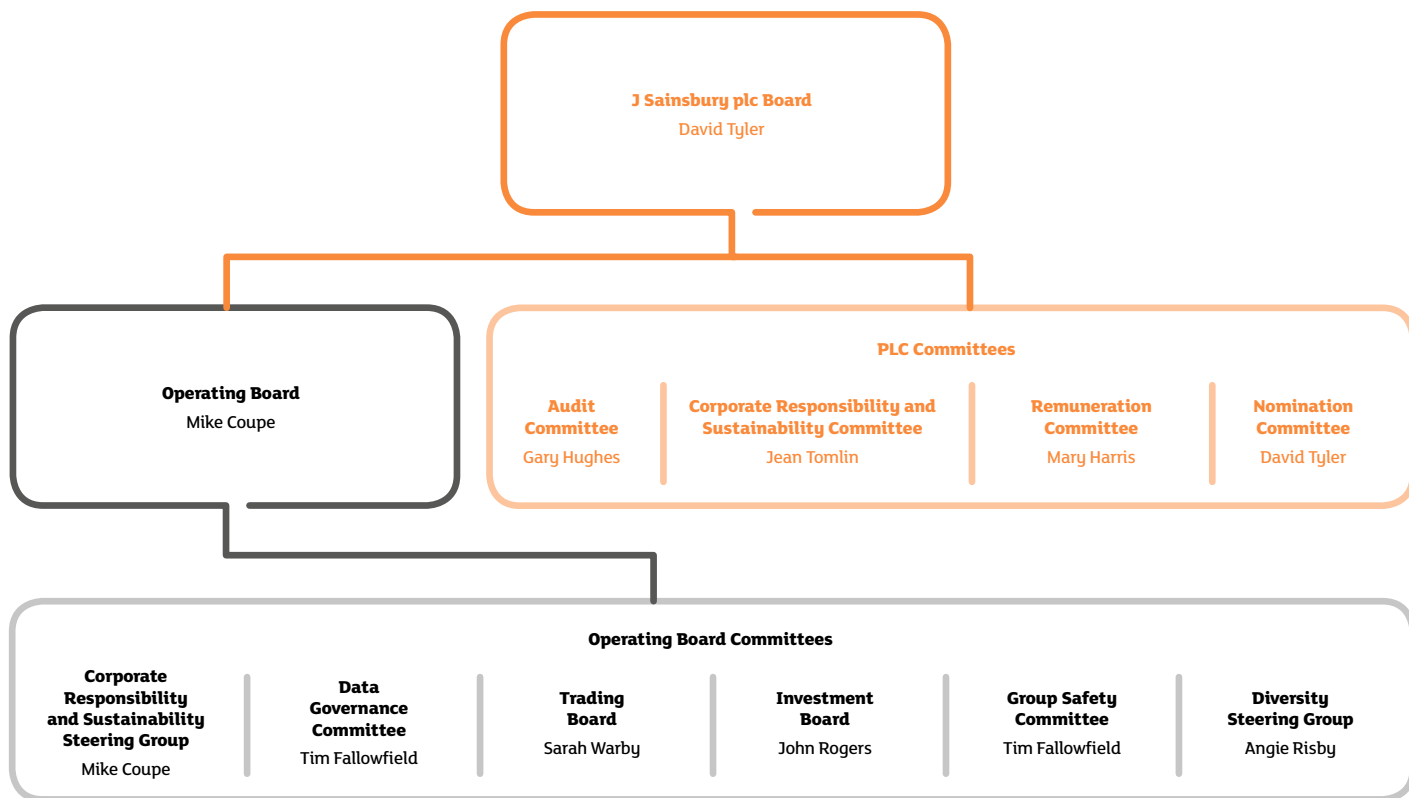 J Sainsbury plc Board
David Tyler
Operating Board
Mike Coupe
PLC Committees
Audit
Committee
Gary Hughes
Corporate Responsibility and
Sustainability Committee
Jean Tomlin
Remuneration
Committee
Mary Harris
Nomination
Committee
David Tyler
Operating Board Committees
Corporate
Responsibility
and Sustainability
Steering Group
Mike Coupe
Data
Governance
Committee
Tim Fallowfield
Trading
Board
Sarah Warby
Investment
Board
John Rogers
Group Safety
Committee
Tim Fallowfield
Diversity
Steering Group
Angie Risby